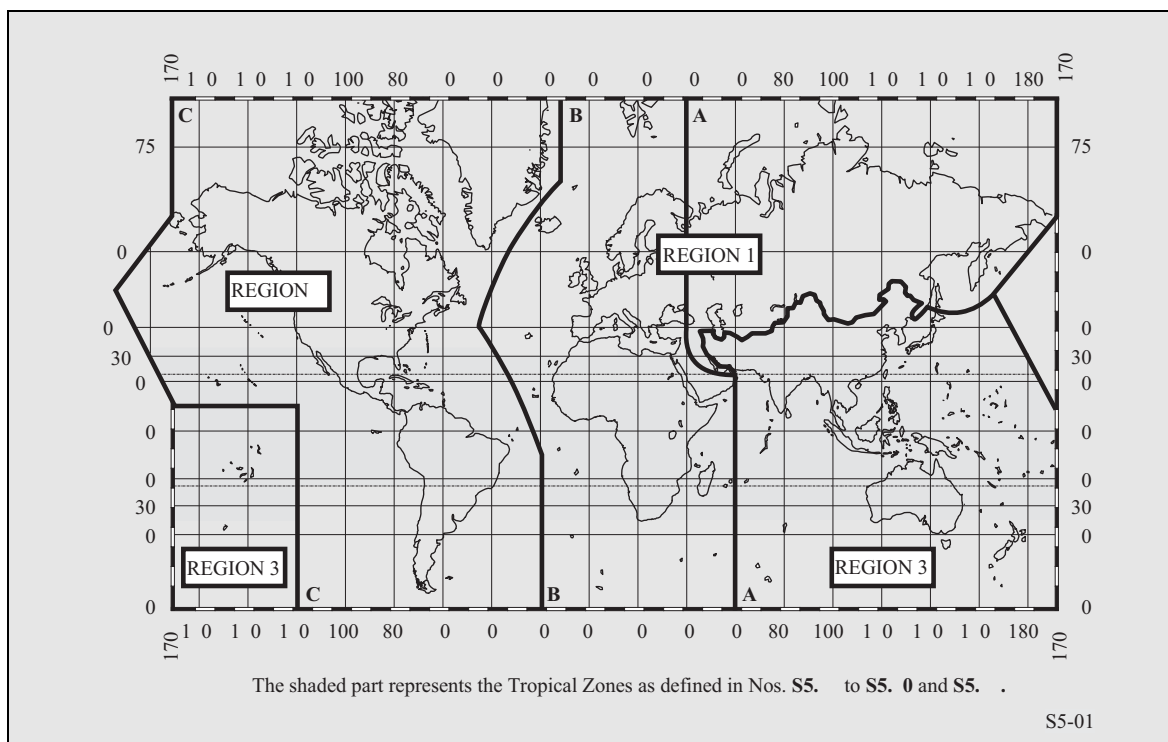 170 1 0 1 0 1 0 100 80 0 0 0 0 0 0 0 80 100 1 0 1 0 1 0 180 170
C B A
75 75
0 REGION 1 0
REGION
0 0
30 30
0 0
0 0
0 0
30 30
0 0
REGION 3 REGION 3
0 C B A 0
170 1 0 1 0 1 0 100 80 0 0 0 0 0 0 0 80 100 1 0 1 0 1 0 180 170
The shaded part represents the Tropical Zones as defined in Nos. S5. to S5. 0 and S5. .
S5-01